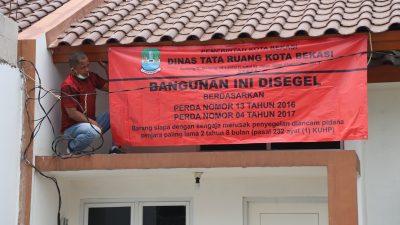 PEMERINTAH KOTA BEKASI
DINAS TATA RUANG KOTA BEKASI
BANGUNAN INI DISEGEL
BERDASARKAN
PERDA NOMOR 13 TAHUN 2016
PERDA NOMOR 04 TAHUN 2017
Barang siapa dengan sengaja merusak penyegelan diancam pidana
penjara paling lama 2 tahun 8 bulan (pasal 232 ayat (1) KUHP)